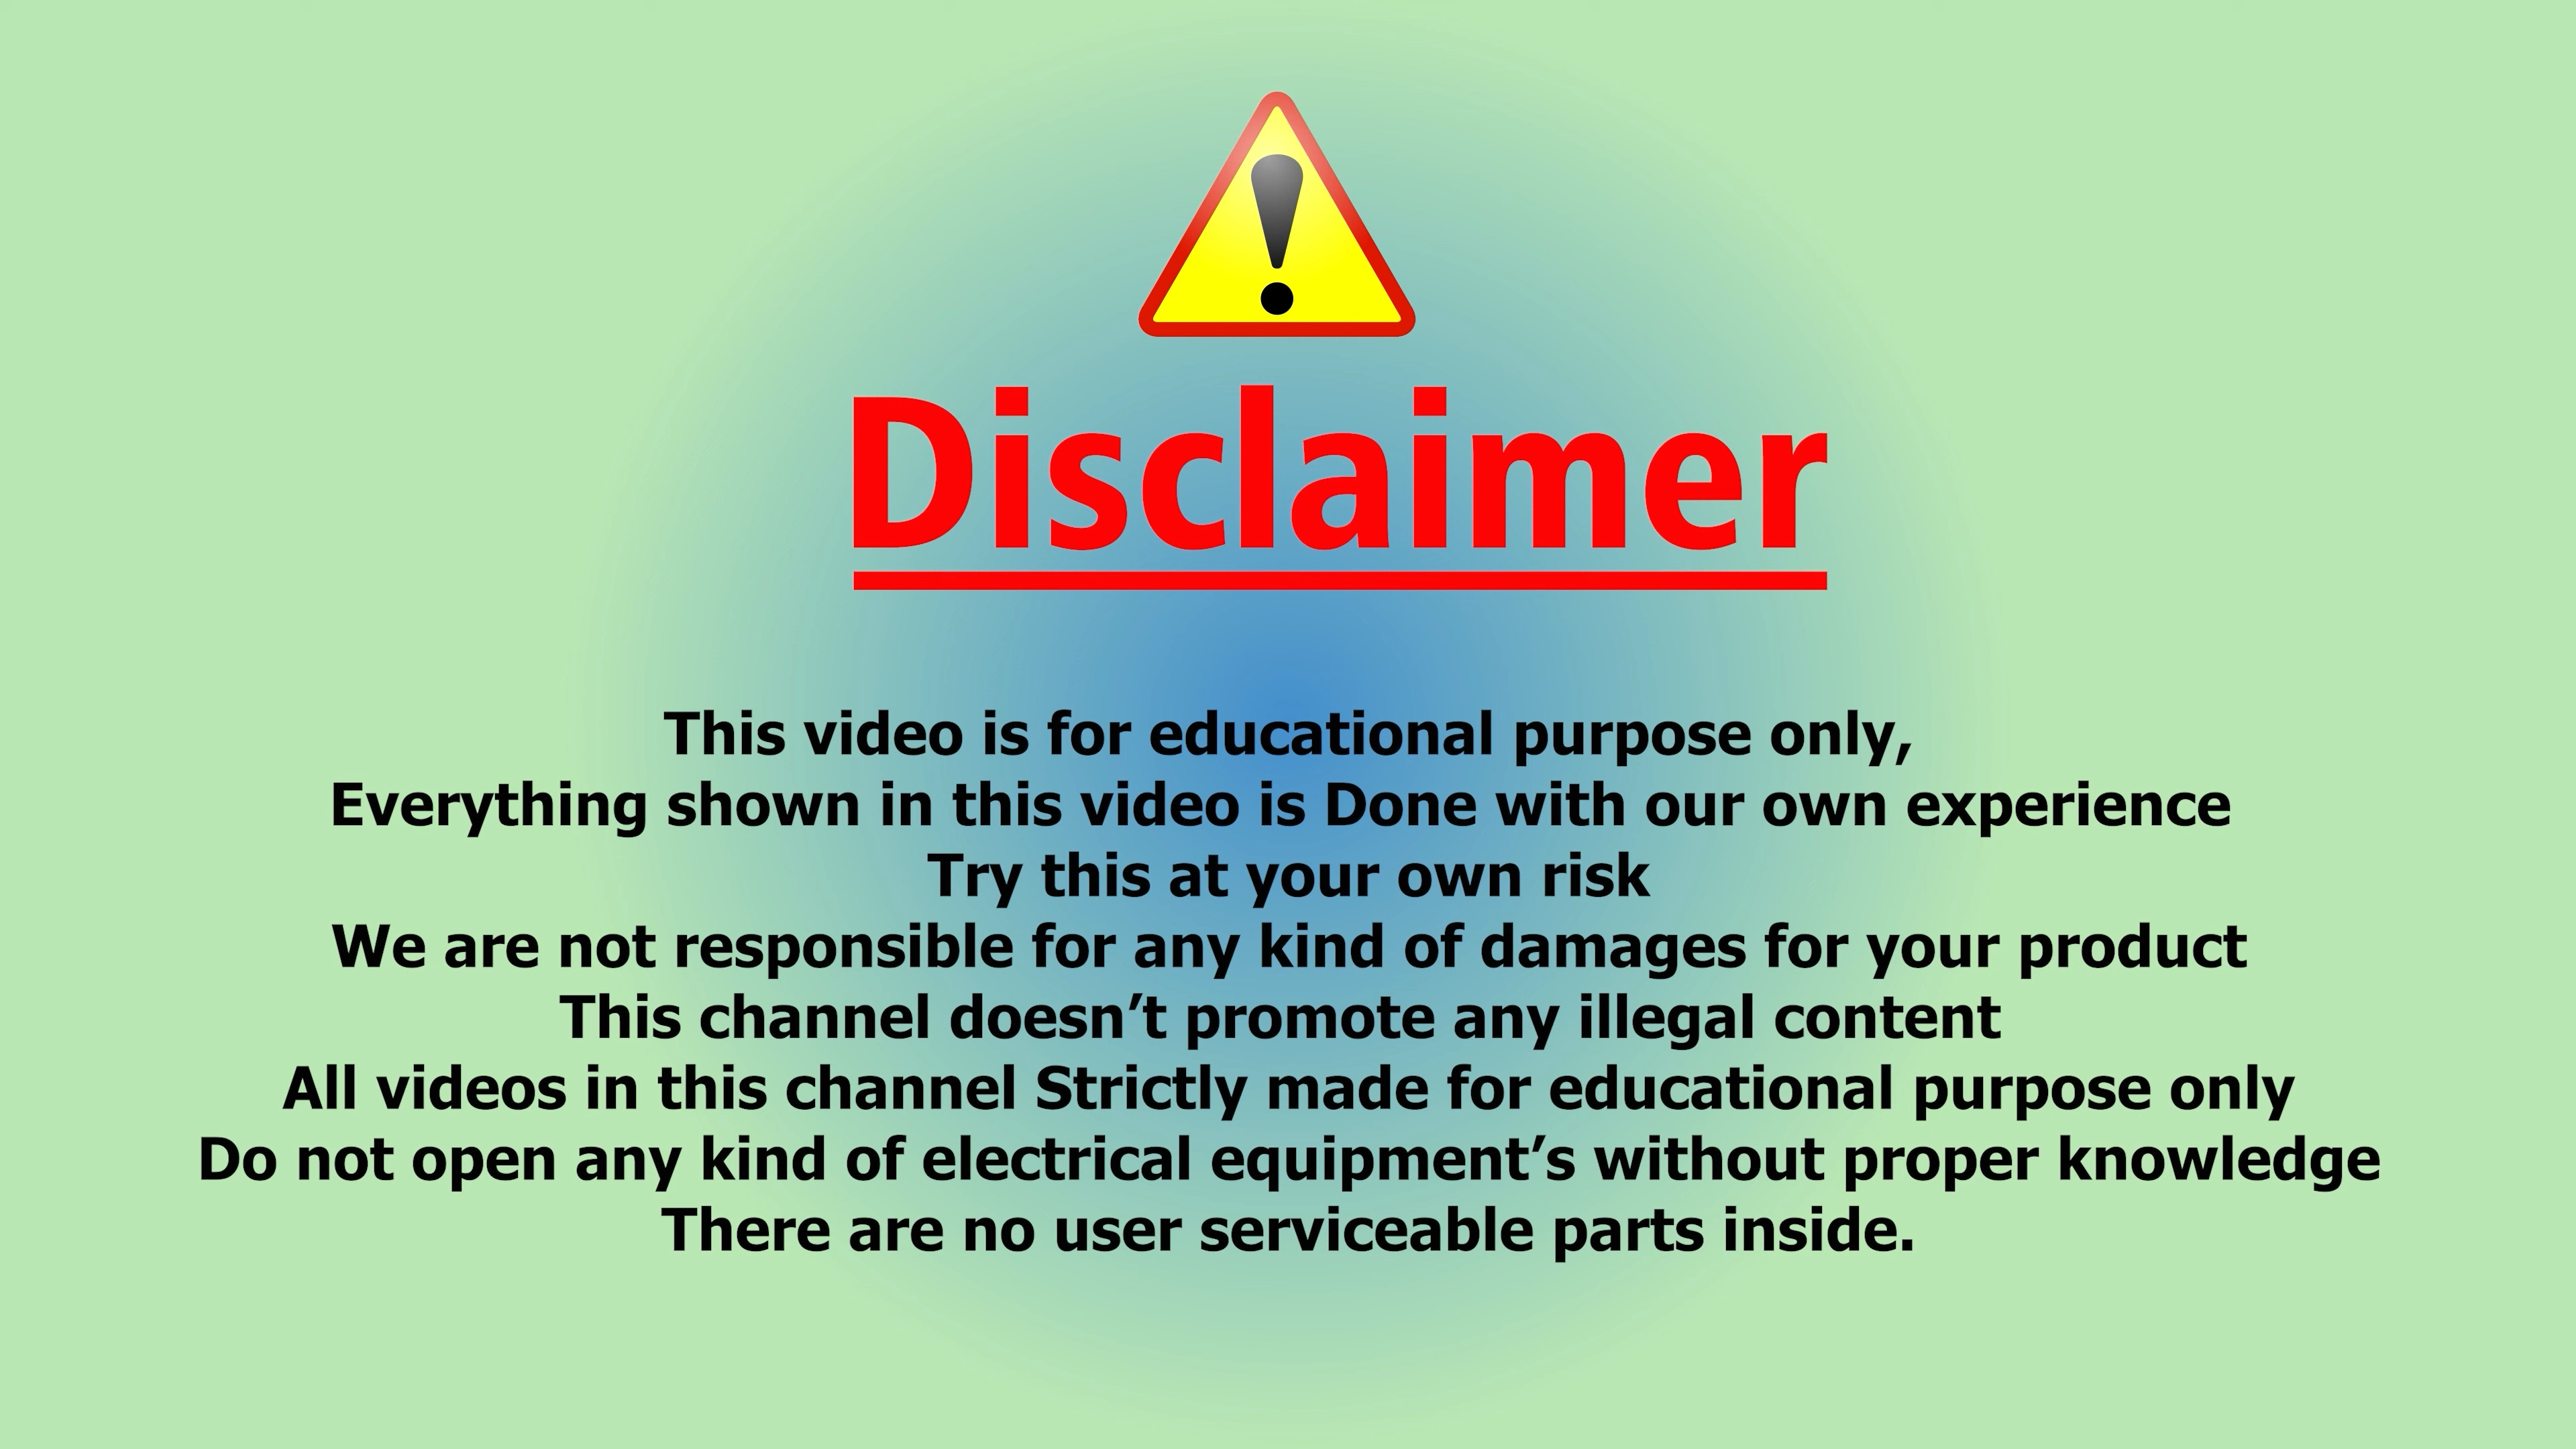 Disclaimer
This video is for educational purpose only,
Everything shown in this video is Done with our own experience
Try this at your own risk
We are not responsible for any kind of damages for your product
This channel doesn’t promote any illegal content
All videos in this channel Strictly made for educational purpose only
Do not open any kind of electrical equipment’s without proper knowledge
There are no user serviceable parts inside.